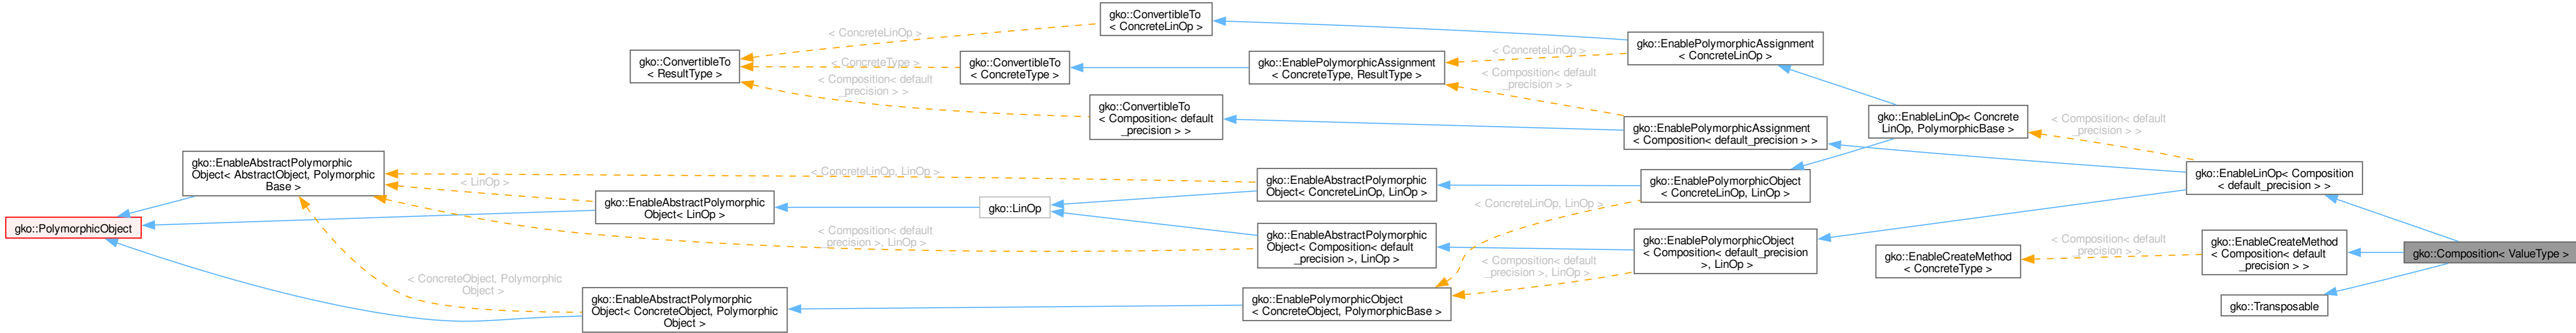 gko::ConvertibleTo
< ConcreteLinOp >
< ConcreteLinOp >
gko::EnablePolymorphicAssignment
< ConcreteLinOp >
< ConcreteLinOp >
gko::ConvertibleTo
< ResultType >
< ConcreteType >
gko::ConvertibleTo
< ConcreteType >
gko::EnablePolymorphicAssignment
< ConcreteType, ResultType >
< Composition< default
_precision > >
< Composition< default
_precision > >
gko::ConvertibleTo
< Composition< default
_precision > >
gko::EnablePolymorphicAssignment
< Composition< default_precision > >
gko::EnableLinOp< Concrete
LinOp, PolymorphicBase >
< Composition< default
_precision > >
gko::EnableAbstractPolymorphic
Object< AbstractObject, Polymorphic
Base >
< ConcreteLinOp, LinOp >
< LinOp >
gko::EnableAbstractPolymorphic
Object< LinOp >
gko::LinOp
gko::EnableAbstractPolymorphic
Object< ConcreteLinOp, LinOp >
gko::EnablePolymorphicObject
< ConcreteLinOp, LinOp >
gko::EnableLinOp< Composition
< default_precision > >
gko::PolymorphicObject
< Composition< default
_precision >, LinOp >
gko::EnableAbstractPolymorphic
Object< Composition< default
_precision >, LinOp >
< ConcreteLinOp, LinOp >
gko::EnablePolymorphicObject
< Composition< default_precision
>, LinOp >
gko::EnableCreateMethod
< ConcreteType >
< Composition< default
_precision > >
gko::EnableCreateMethod
< Composition< default
_precision > >
gko::Composition< ValueType >
< ConcreteObject, Polymorphic
Object >
gko::EnableAbstractPolymorphic
Object< ConcreteObject, Polymorphic
Object >
gko::EnablePolymorphicObject
< ConcreteObject, PolymorphicBase >
< Composition< default
_precision >, LinOp >
gko::Transposable